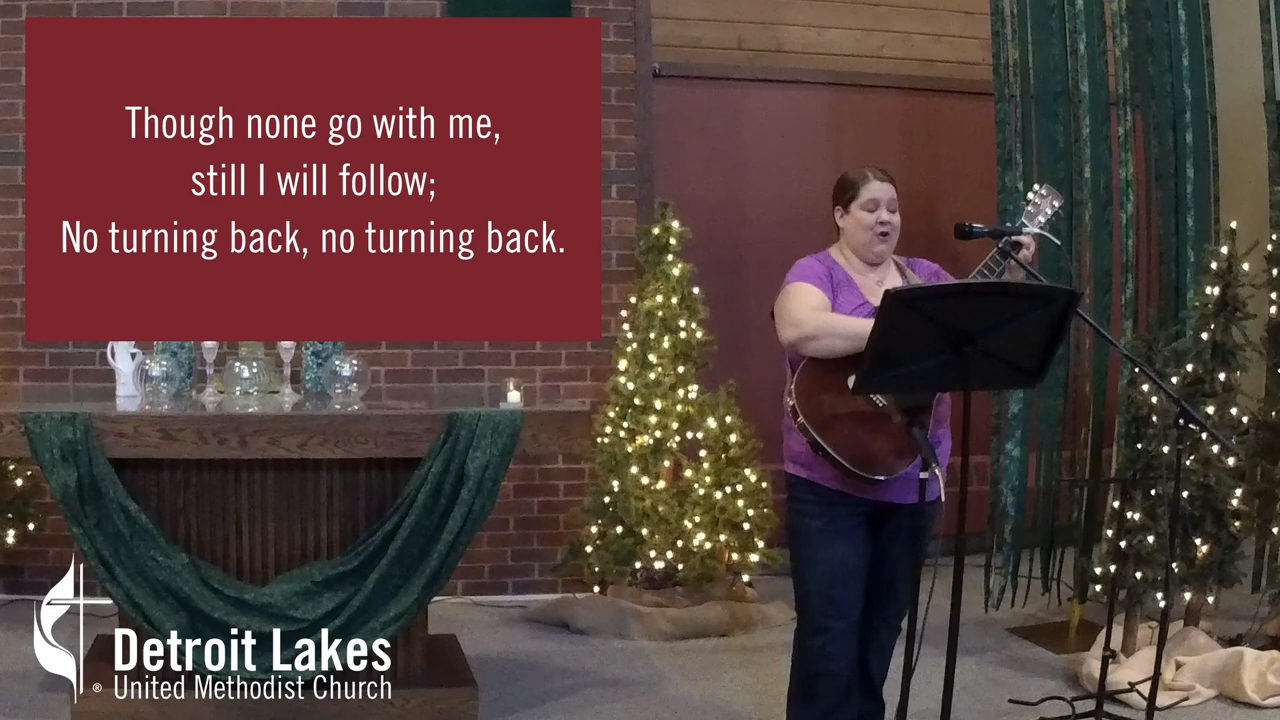 Though none go with me,
still I will follow;
No turning back, no turning back.
Detroit Lakes
® United Methodist Church